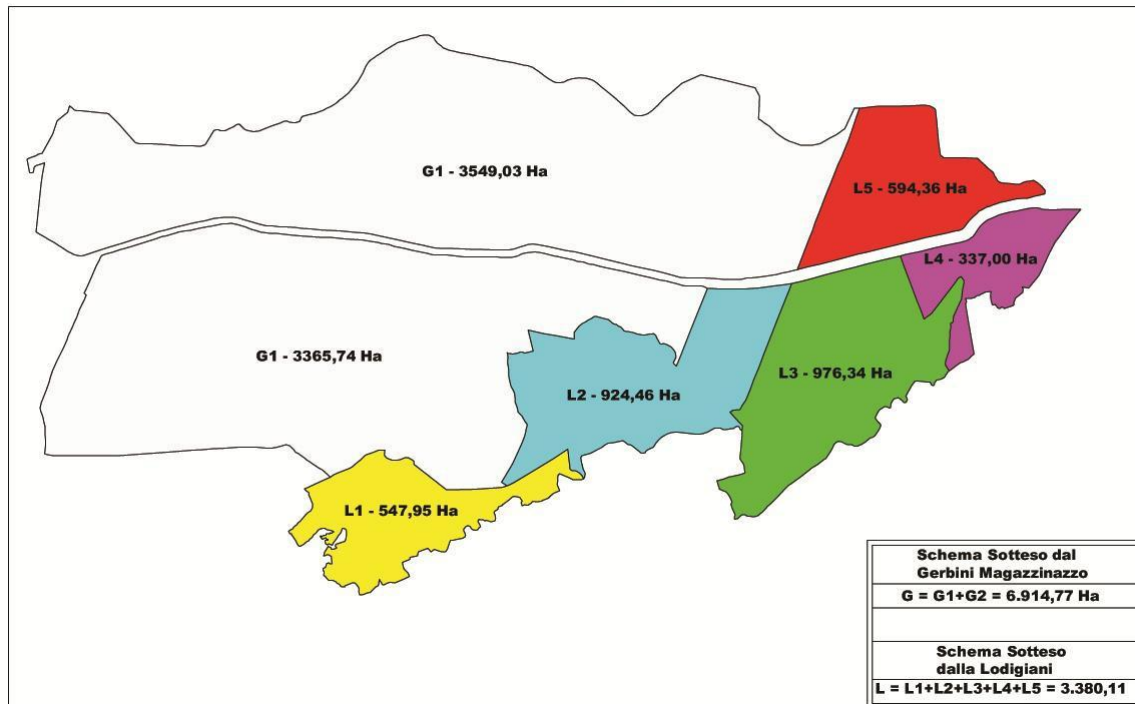 G1 - 3549,03 Ha
L5 - 594,36 Ha
L4 - 337,00 Ha
G1 - 3365,74 Ha
L3 - 976,34 Ha
L2 - 924,46 Ha
L1 - 547,95 Ha
Schema Sotteso dal
Gerbini Magazzinazzo
G = G1+G2 = 6.914,77 Ha
Schema Sotteso
dalla Lodigiani
L = L1+L2+L3+L4+L5 = 3.380,11